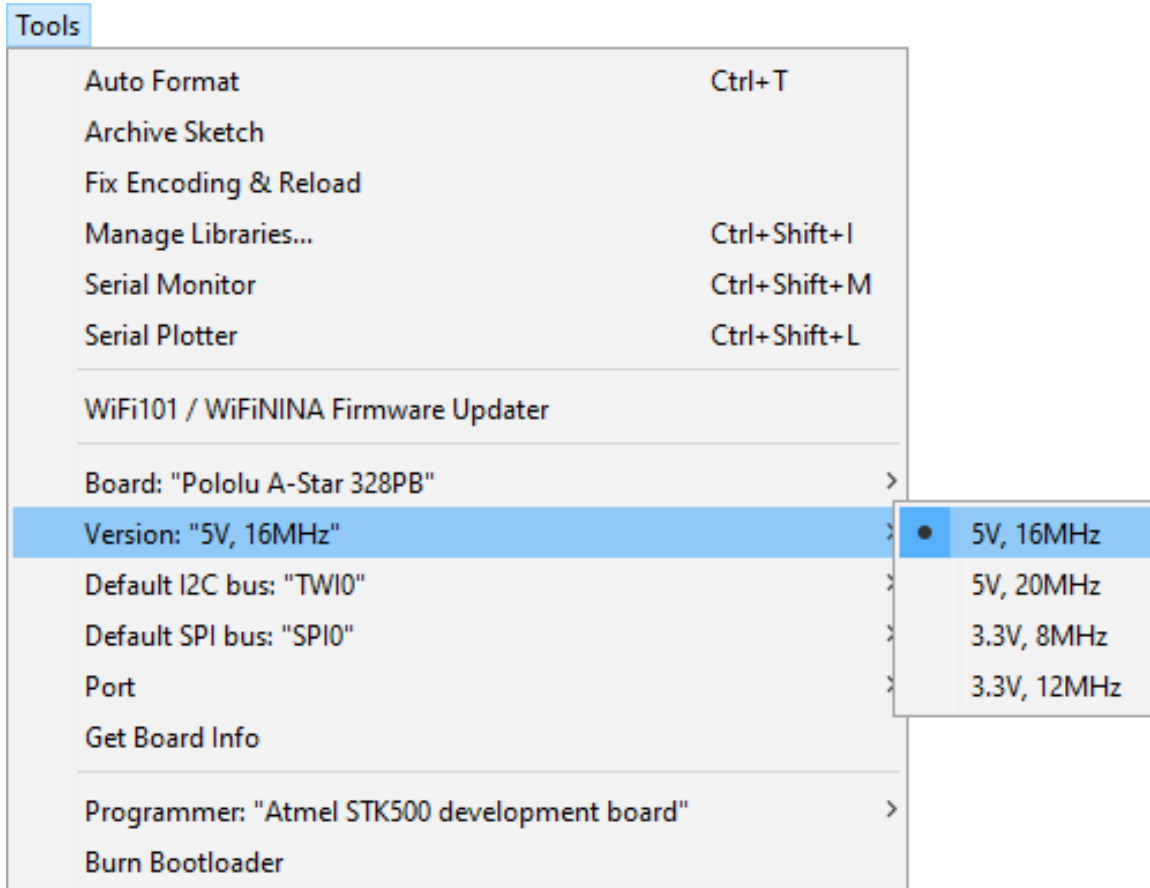 Tools
Auto Format Ctrl+T
Archive Sketch
Fix Encoding & Reload
Manage Libraries... Ctrl+Shift+I
Serial Monitor Ctrl+Shift+M
Serial Plotter Ctrl+Shift+L
WiFi101 / WiFiNINA Firmware Updater
Board: "Pololu A-Star 328PB"
Version: "5V, 16MHz"
Default I2C bus: "TWI0"
Default SPI bus: "SPI0"
Port
Get Board Info
Programmer: "Atmel STK500 development board"
Burn Bootloader
5V, 16MHz
5V, 20MHz
3.3V, 8MHz
3.3V, 12MHz